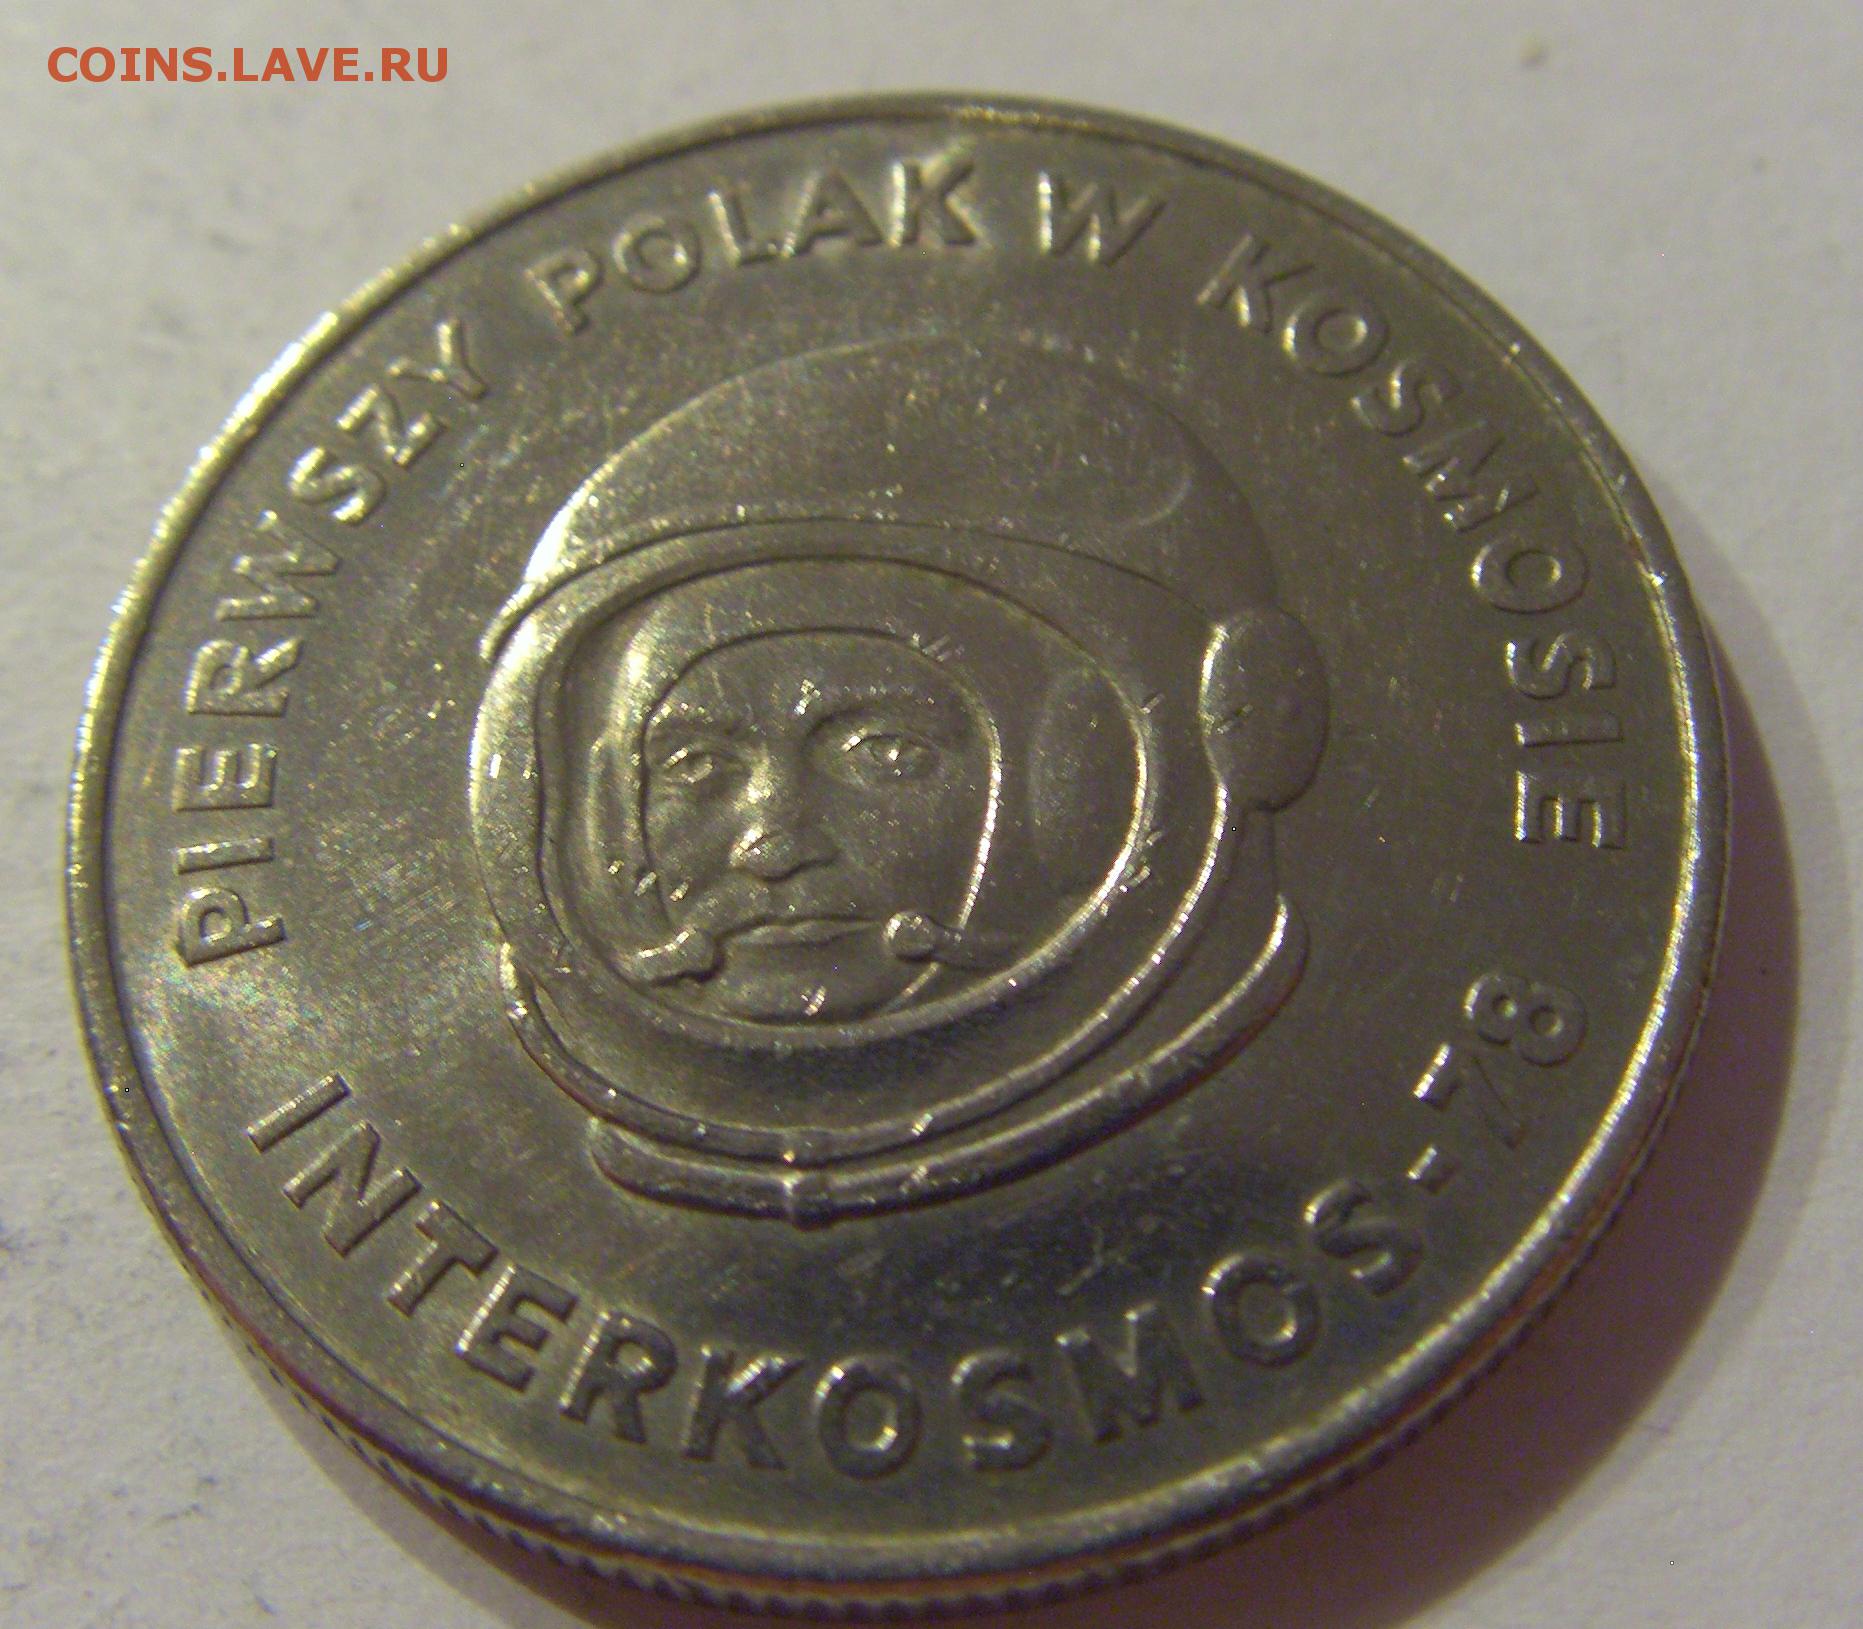 COINS.LAVE.RU
PIERWSZY POLAK W KOSMOSIE
INTERKOSMOS-78